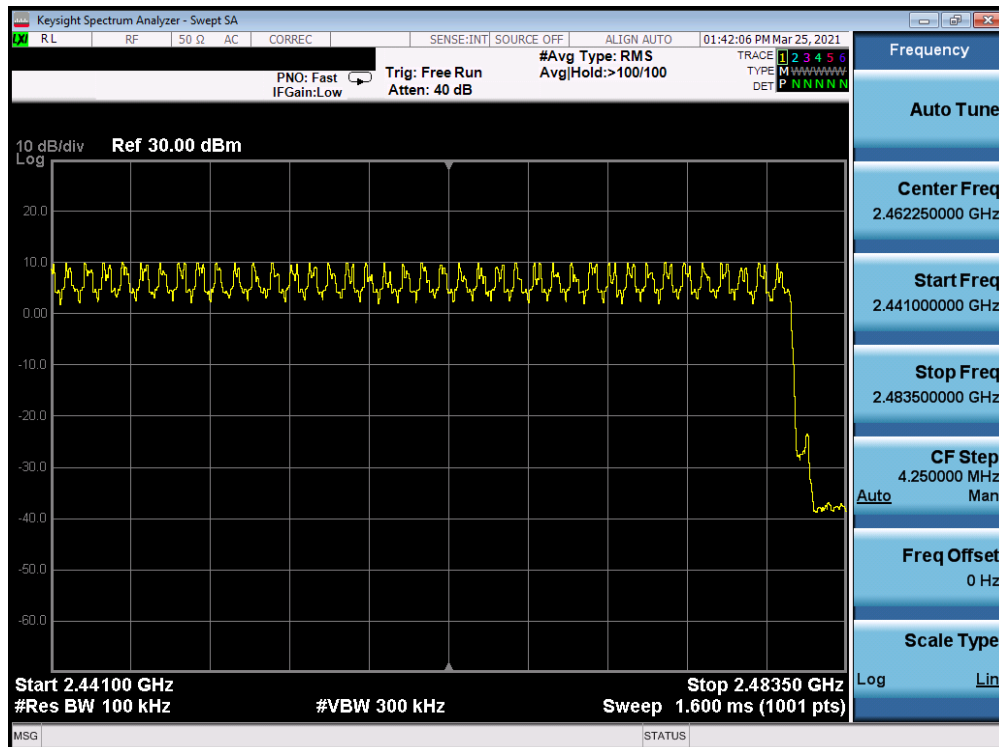 Keysight Spectrum Analyzer - Swept SA
LXI RL RF 50 Ω AC CORREC SENSE:INT SOURCE OFF ALIGN AUTO 01:42:06 PM Mar 25, 2021
PNO: Fast
IFGain:Low
Trig: Free Run
Atten: 40 dB
#Avg Type: RMS
Avg|Hold:>100/100
TRACE 1 2 3 4 5 6
TYPE M WWWWW
DET P N N N N N
10 dB/div Ref 30.00 dBm
Log
20.0
10.0
0.00
-10.0
-20.0
-30.0
-40.0
-50.0
-60.0
Start 2.44100 GHz Stop 2.48350 GHz
#Res BW 100 kHz #VBW 300 kHz Sweep 1.600 ms (1001 pts)
MSG STATUS
Frequency
Auto Tune
Center Freq
2.462250000 GHz
Start Freq
2.441000000 GHz
Stop Freq
2.483500000 GHz
CF Step
4.250000 MHz
Auto Man
Freq Offset
0 Hz
Scale Type
Log Lin